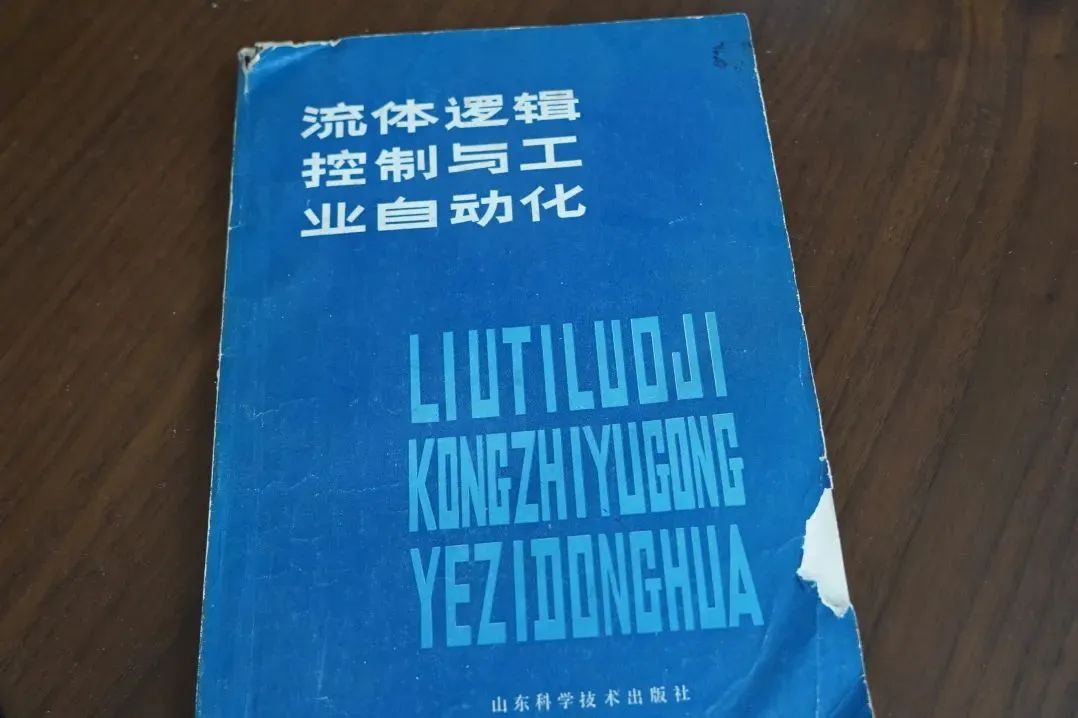 流体逻辑
控制与工
业自动化
LIUTILUOJI
KONGZHIYUGONG
YEZIDONGHUA
山东科学技术出版社